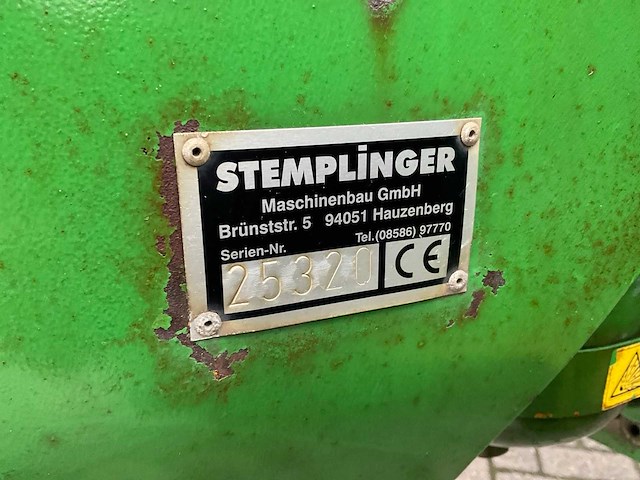 STEMPLINGER
Maschinenbau GmbH
Brünststr. 5 94051 Hauzenberg
Tel.(08586) 97770
Serien-Nr.
25320
CE